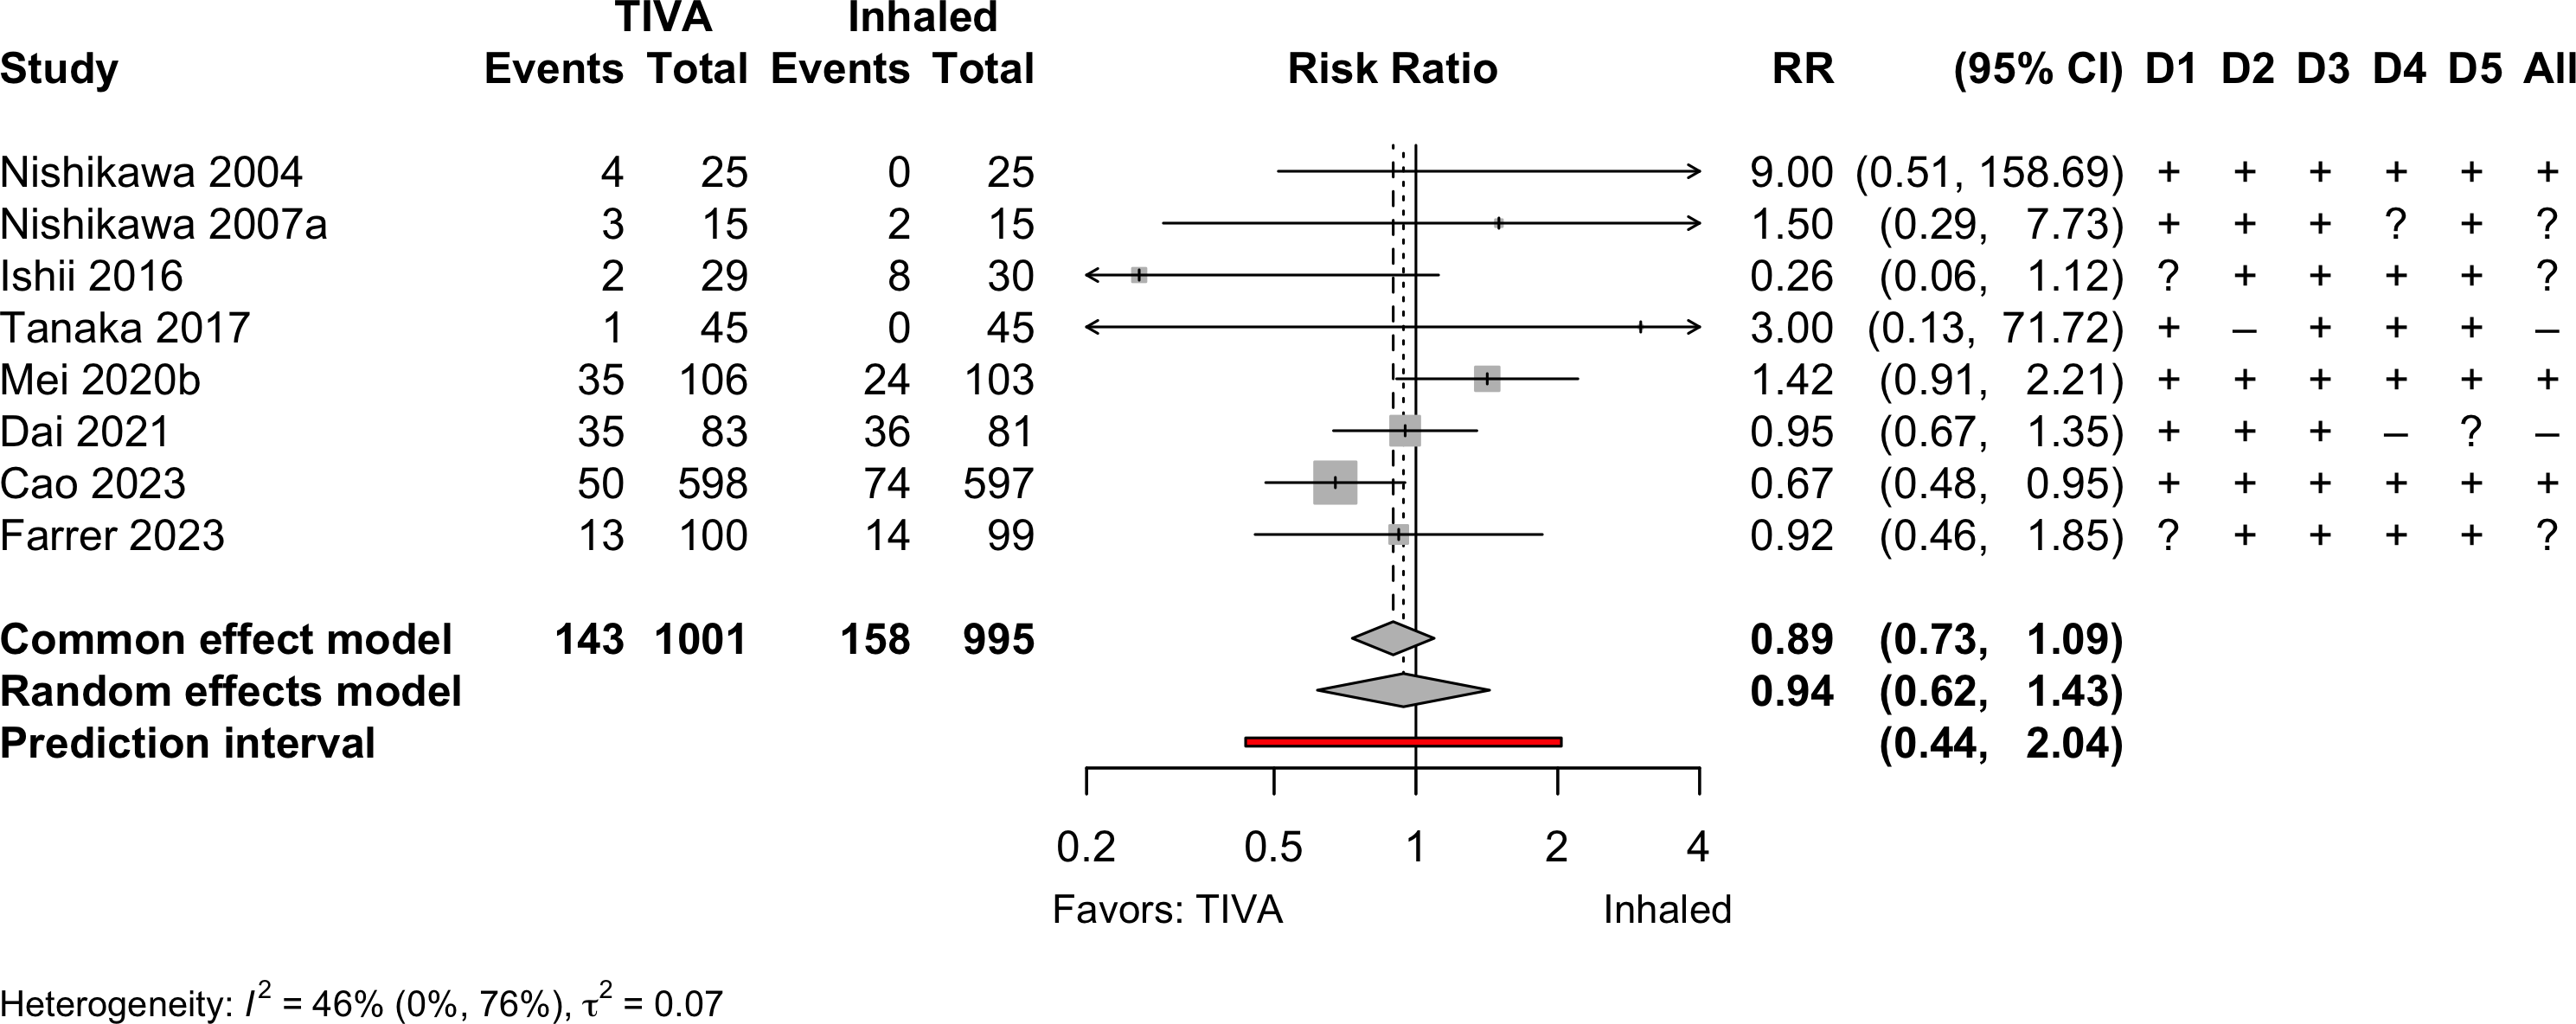 TIVA Inhaled
Study Events Total Events Total Risk Ratio RR (95% CI) D1 D2 D3 D4 D5 All
Nishikawa 2004 4 25 0 25 9.00 (0.51, 158.69) + + + + + +
Nishikawa 2007a 3 15 2 15 1.50 (0.29, 7.73) + + + ? + ?
Ishii 2016 2 29 8 30 0.26 (0.06, 1.12) ? + + + + ?
Tanaka 2017 1 45 0 45 3.00 (0.13, 71.72) + – + + + –
Mei 2020b 35 106 24 103 1.42 (0.91, 2.21) + + + + + +
Dai 2021 35 83 36 81 0.95 (0.67, 1.35) + + + – ? –
Cao 2023 50 598 74 597 0.67 (0.48, 0.95) + + + + + +
Farrer 2023 13 100 14 99 0.92 (0.46, 1.85) ? + + + + ?
Common effect model 143 1001 158 995 0.89 (0.73, 1.09)
Random effects model 0.94 (0.62, 1.43)
Prediction interval (0.44, 2.04)
0.2 0.5 1 2 4
Favors: TIVA Inhaled
Heterogeneity: I² = 46% (0%, 76%), τ² = 0.07